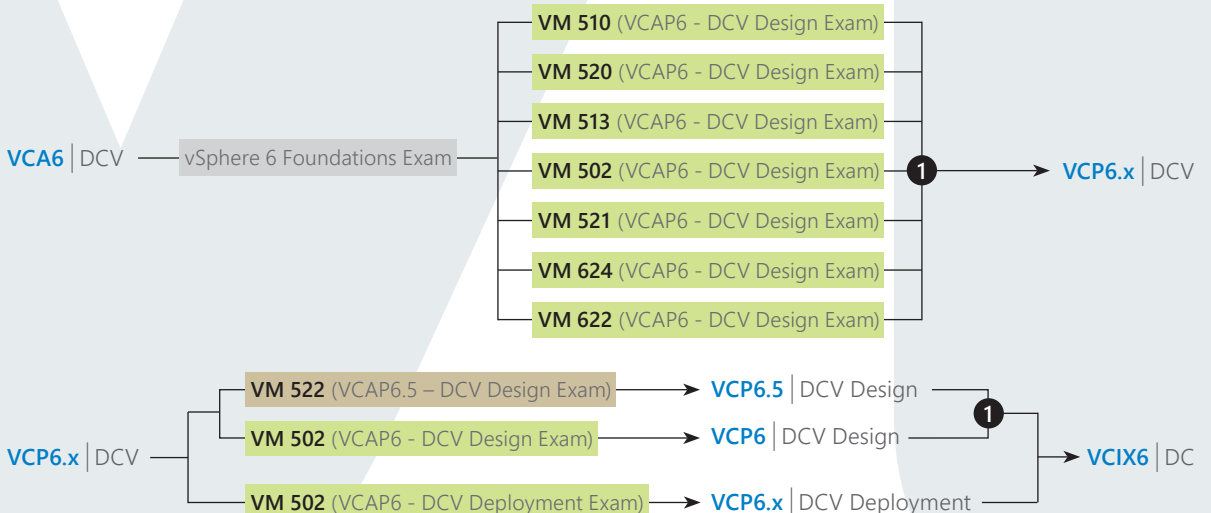 VM 510 (VCAP6 - DCV Design Exam)
VM 520 (VCAP6 - DCV Design Exam)
VM 513 (VCAP6 - DCV Design Exam)
VCA6 | DCV
vSphere 6 Foundations Exam
VM 502 (VCAP6 - DCV Design Exam)
1
VCP6.x | DCV
VM 521 (VCAP6 - DCV Design Exam)
VM 624 (VCAP6 - DCV Design Exam)
VM 622 (VCAP6 - DCV Design Exam)
VM 522 (VCAP6.5 – DCV Design Exam)
VCP6.5 | DCV Design
1
VM 502 (VCAP6 - DCV Design Exam)
VCP6 | DCV Design
VCP6.x | DCV
VCIX6 | DC
VM 502 (VCAP6 - DCV Deployment Exam)
VCP6.x | DCV Deployment